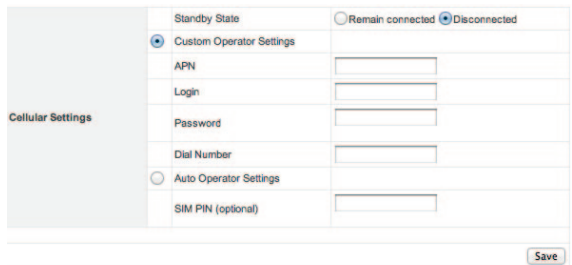 Standby State Remain connected Disconnected
Custom Operator Settings
APN
Login
Cellular Settings
Password
Dial Number
Auto Operator Settings
SIM PIN (optional)
Save